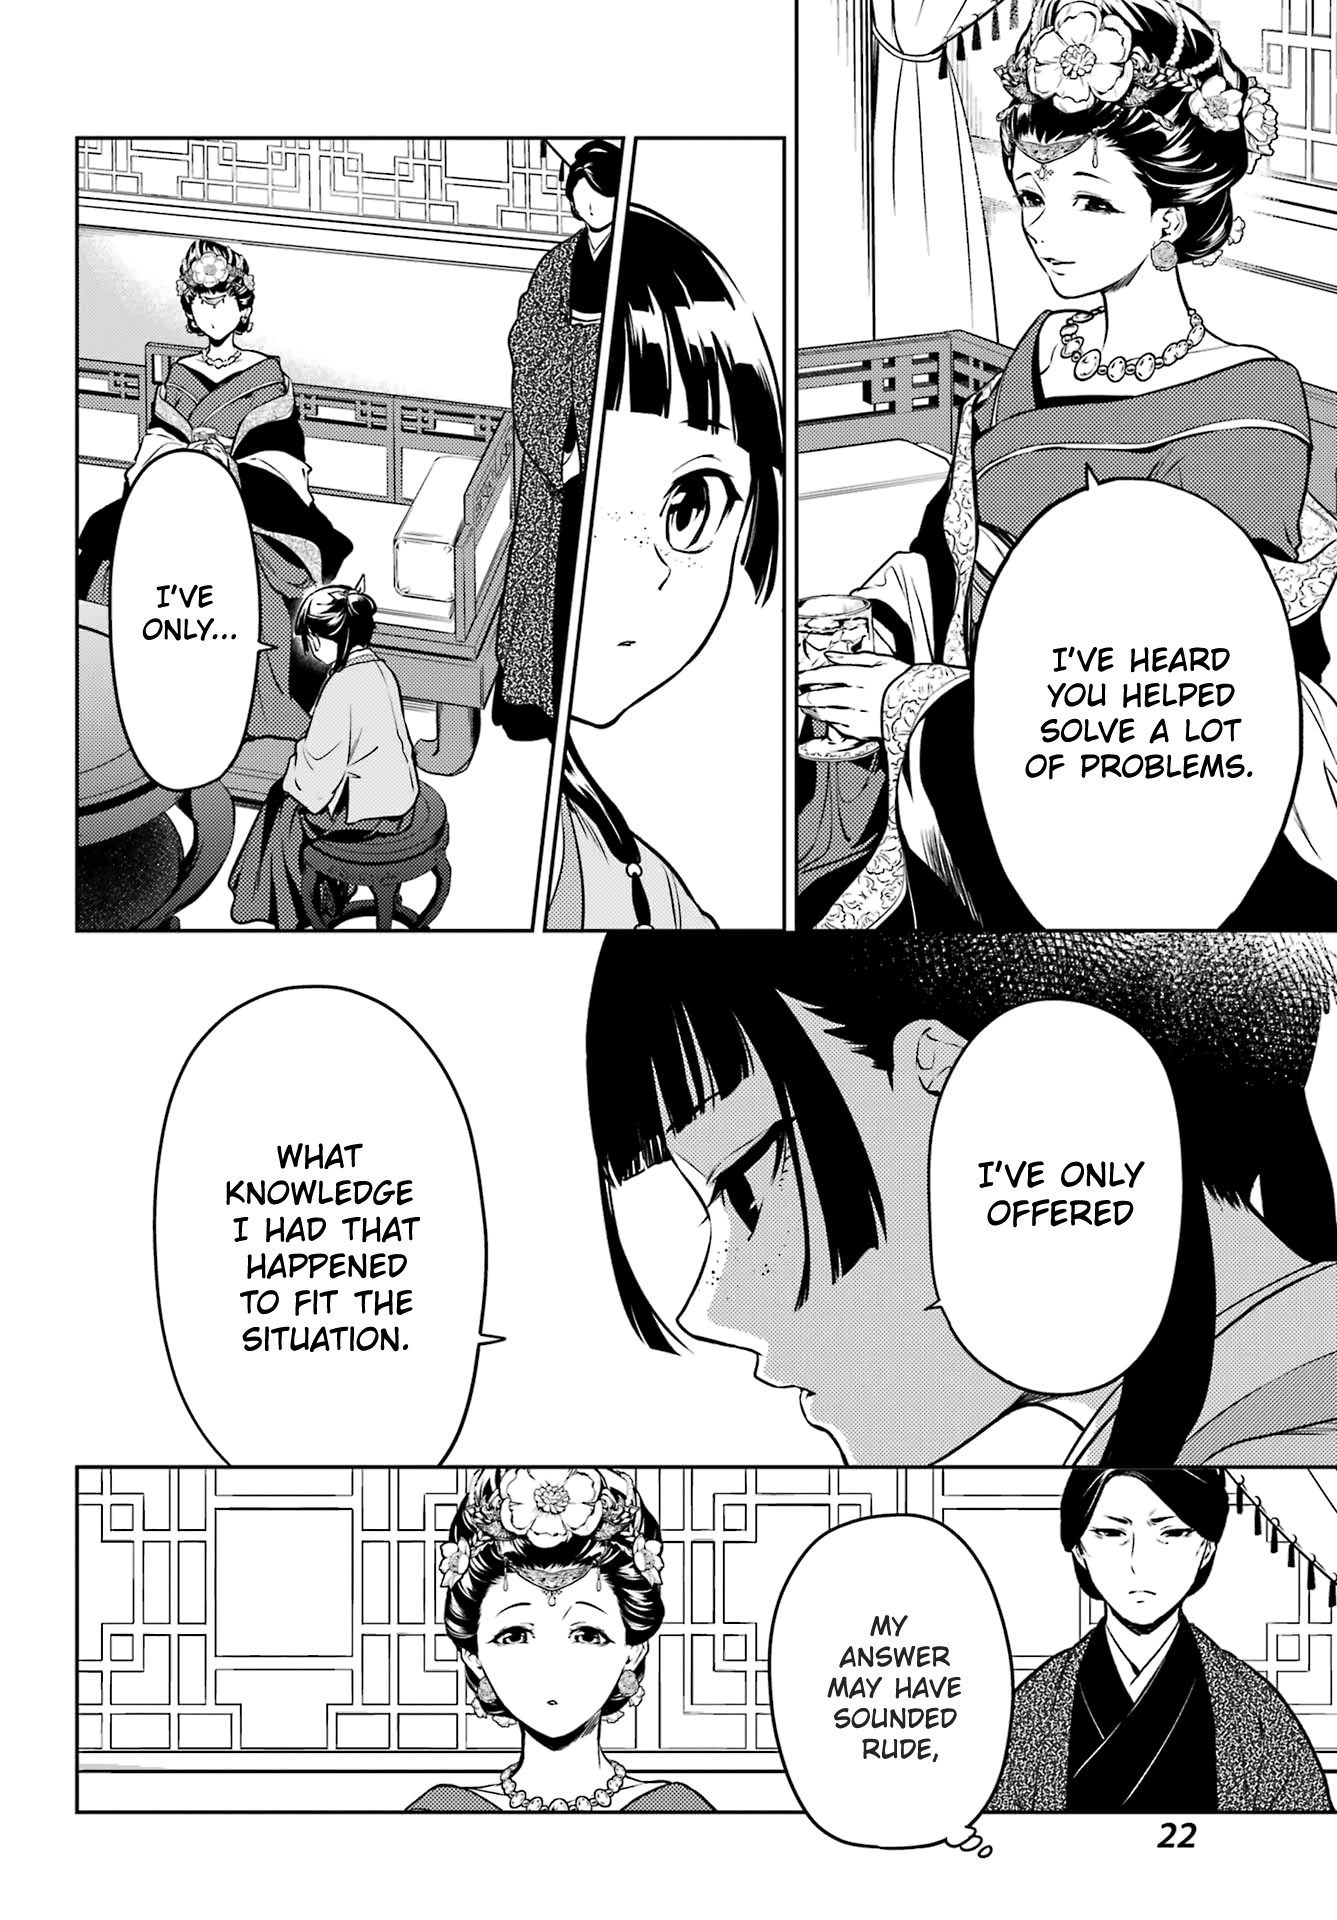 I'VE HEARD
YOU HELPED
SOLVE A LOT
OF PROBLEMS.
I'VE
ONLY...
I'VE ONLY
OFFERED
WHAT
KNOWLEDGE
I HAD THAT
HAPPENED
TO FIT THE
SITUATION.
MY
ANSWER
MAY HAVE
SOUNDED
RUDE,
22